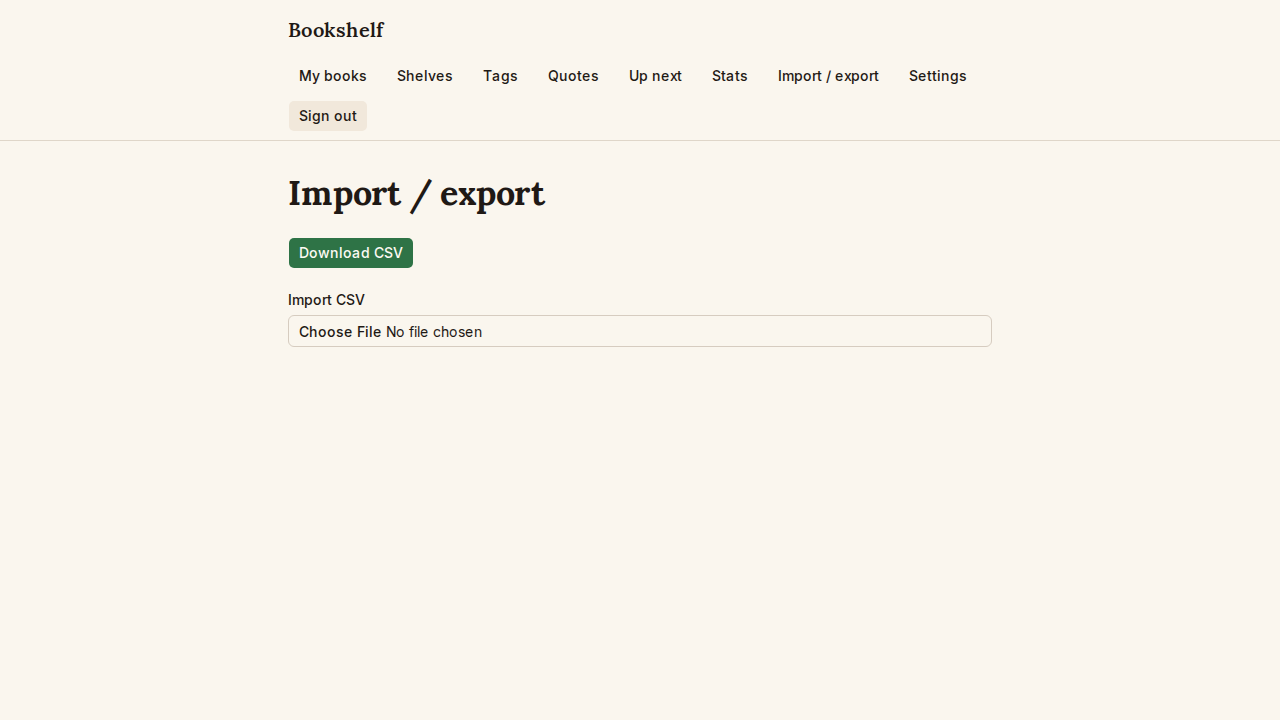 Bookshelf
My books Shelves Tags Quotes Up next Stats Import / export Settings
Sign out
Import / export
Download CSV
Import CSV
Choose File No file chosen